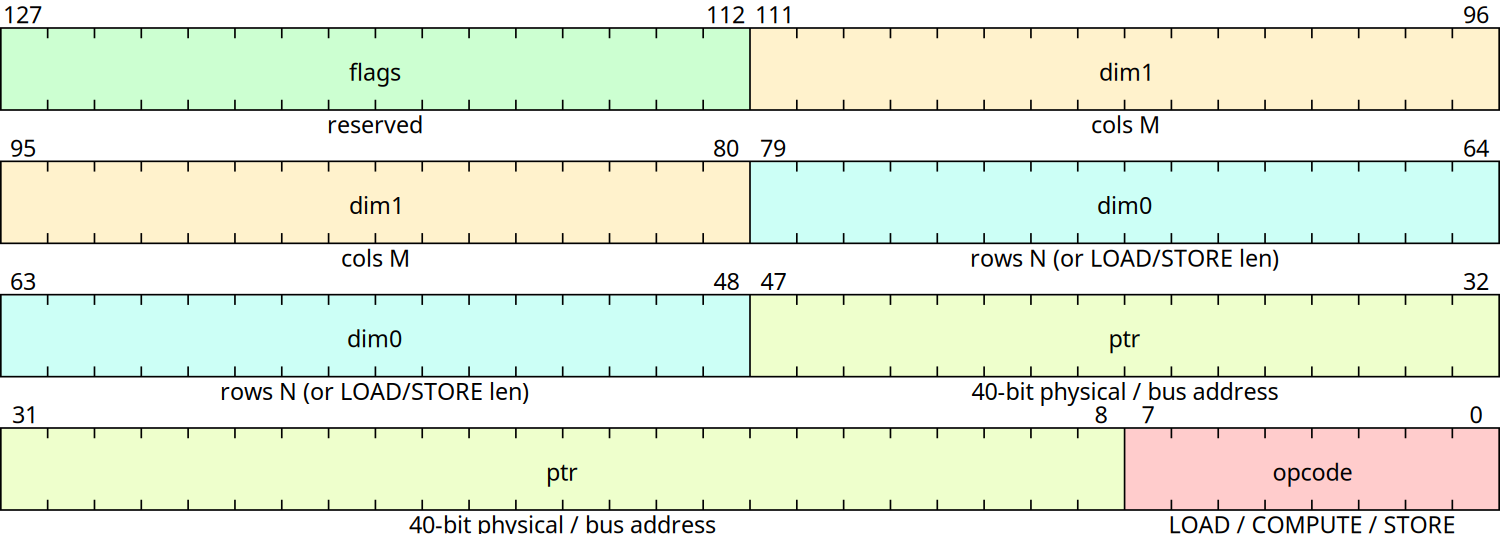 127 112 111 96
flags dim1
reserved cols M
95 80 79 64
dim1 dim0
cols M rows N (or LOAD/STORE len)
63 48 47 32
dim0 ptr
rows N (or LOAD/STORE len) 40-bit physical / bus address
31 8 7 0
ptr opcode
40-bit physical / bus address LOAD / COMPUTE / STORE